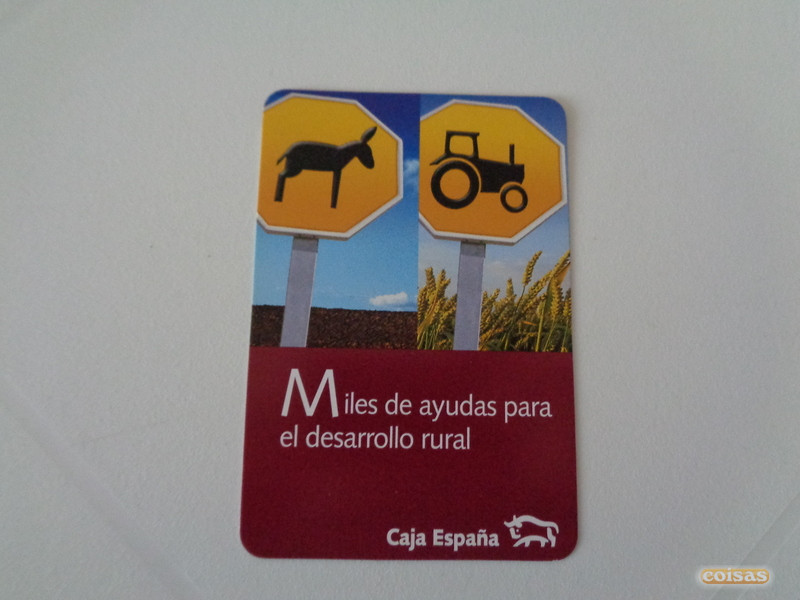 Miles de ayudas para
el desarrollo rural
Caja España
coisas